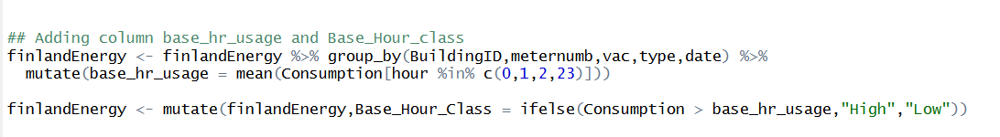 ## Adding column base_hr_usage and Base_Hour_class
finlandEnergy <- finlandEnergy %>% group_by(BuildingID,meternumb,vac,type,date) %>%
  mutate(base_hr_usage = mean(Consumption[hour %in% c(0,1,2,23)]))
finlandEnergy <- mutate(finlandEnergy,Base_Hour_Class = ifelse(Consumption > base_hr_usage,"High","Low"))